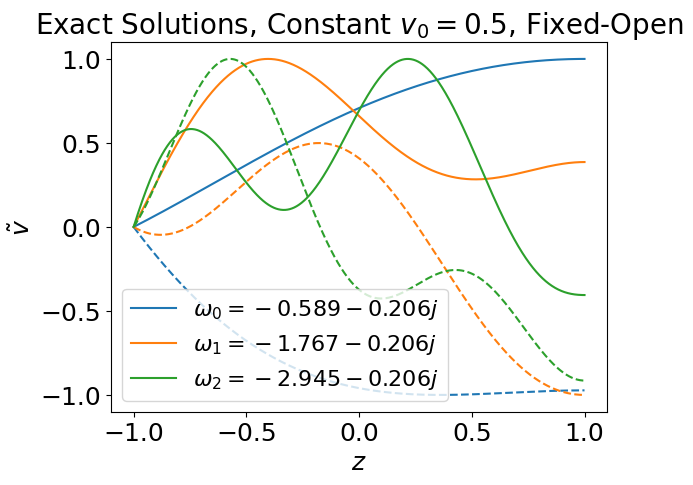 Exact Solutions, Constant v₀ = 0.5, Fixed-Open
1.0
0.5
0.0
−0.5
−1.0
ṽ
ω₀ = −0.589 − 0.206j
ω₁ = −1.767 − 0.206j
ω₂ = −2.945 − 0.206j
−1.0 −0.5 0.0 0.5 1.0
z